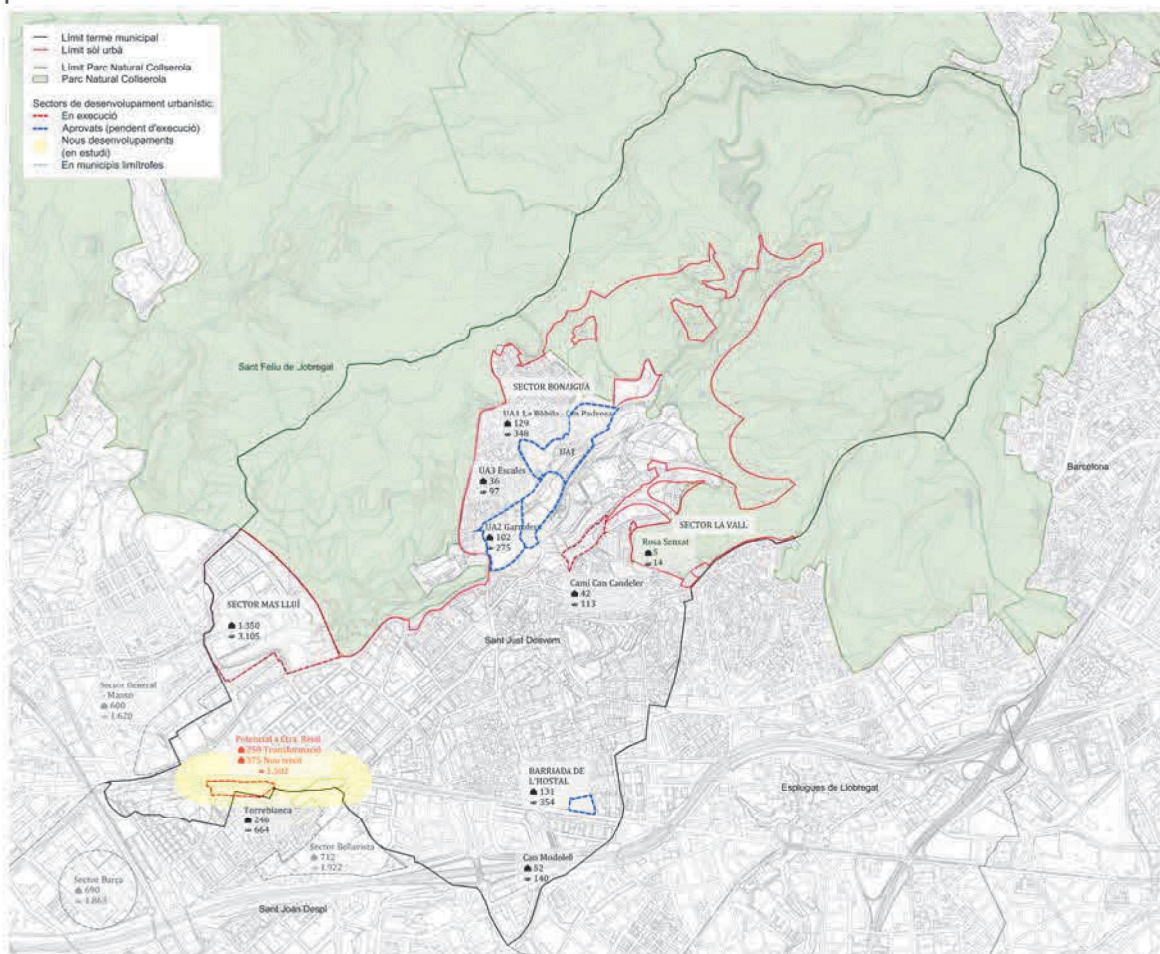 Límit terme municipal
Límit sòl urbà
Límit Parc Natural Collserola
Parc Natural Collserola
Sectors de desenvolupament urbanístic:
En execució
Aprovats (pendent d'execució)
Nous desenvolupaments
(en estudi)
En municipis limítrofes
Sant Feliu de Llobregat
SECTOR BONAIGUA
UA1 La Bòbila - Can Padrosa
129
348
UA1
UA3 Escales
36
97
Barcelona
UA2 Garrofers
102
275
SECTOR LA VALL
Rosa Sensat
5
14
Camí Can Candeler
42
113
SECTOR MAS LLUÍ
1.350
3.105
Sant Just Desvern
Sector General
- Manso
600
1.620
Potencial a Ctra. Reial
259 Transformació
375 Nou teixit
1.502
BARRIADA DE
L'HOSTAL
131
354
Esplugues de Llobregat
Torreblanca
246
664
Sector Bellavista
712
1.922
Can Modolell
52
140
Sector Barça
690
1.863
Sant Joan Despí